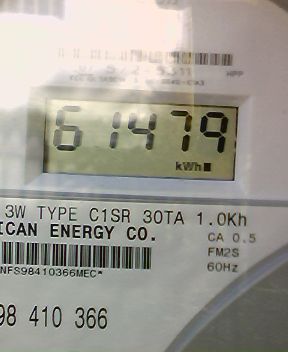 HPP
61479
kWh
3W TYPE C1SR 30TA 1.0Kh
ICAN ENERGY CO.
CA 0.5
FM2S
60Hz
NFS98410366MEC*
98 410 366